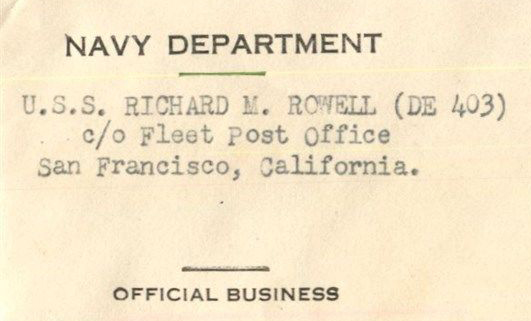 NAVY DEPARTMENT
U.S.S. RICHARD M. ROWELL (DE 403)
c/o Fleet Post Office
San Francisco, California.
OFFICIAL BUSINESS